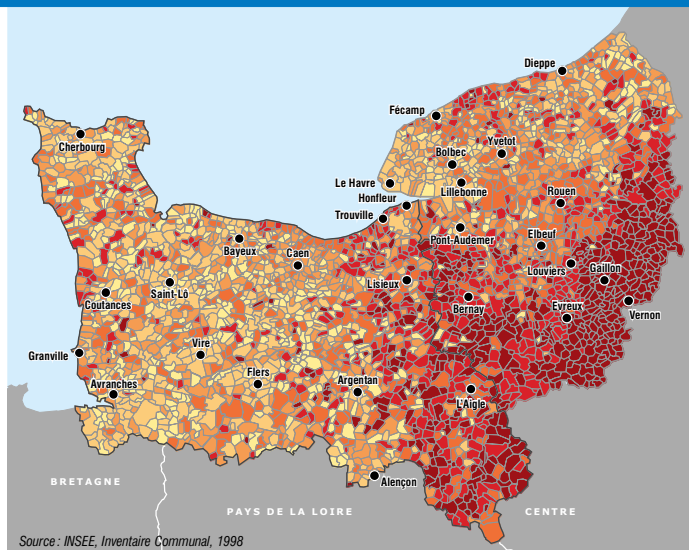 Dieppe
Fécamp
Cherbourg
Yvetot
Bolbec
Le Havre
Lillebonne
Rouen
Honfleur
Trouville
Pont-Audemer
Elbeuf
Bayeux
Caen
Louviers
Gaillon
Lisieux
Saint-Lô
Coutances
Bernay
Evreux
Vernon
Vire
Granville
Flers
Argentan
Avranches
L'Aigle
Alençon
BRETAGNE
PAYS DE LA LOIRE
CENTRE
Source : INSEE, Inventaire Communal, 1998